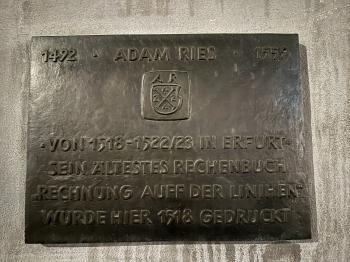 1492 · ADAM RIES · 1559
A R
· VON 1518-1522/23 IN ERFURT ·
SEIN ÄLTESTES RECHENBUCH
„RECHNUNG AUFF DER LINIHEN“
WURDE HIER 1518 GEDRUCKT